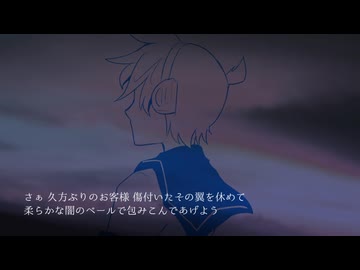 さぁ 久方ぶりのお客様 傷付いたその翼を休めて
柔らかな闇のベールで包みこんであげよう